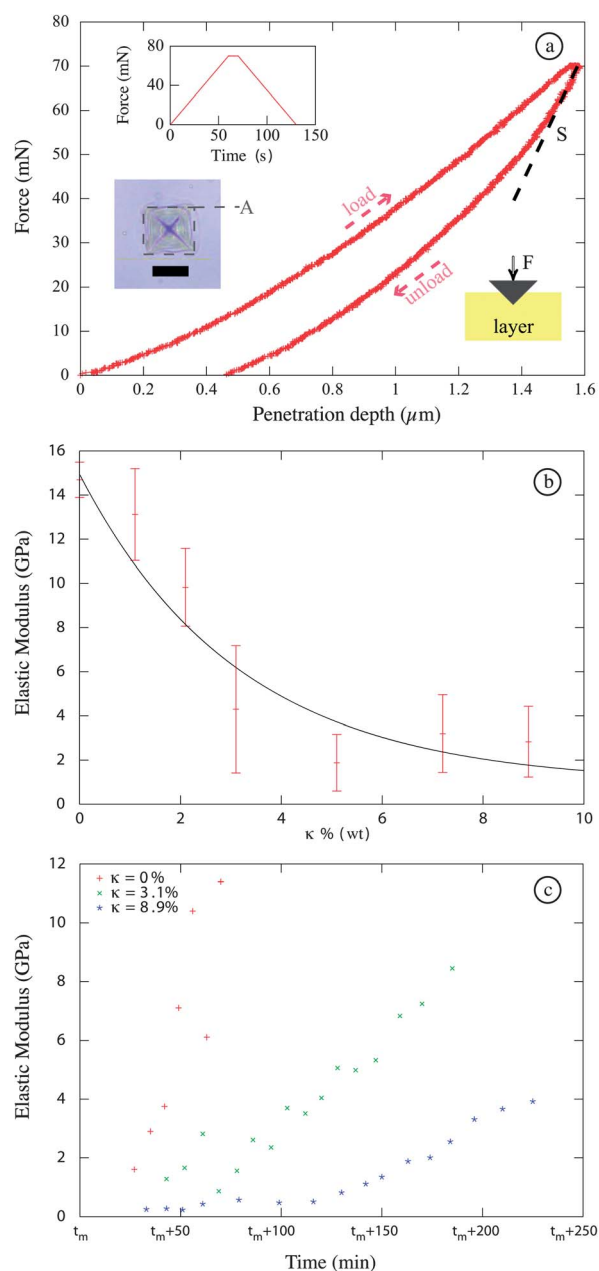 a
80
40
0
0
50
100
150
Force (mN)
Time (s)
80
70
60
50
40
30
20
10
0
Force (mN)
load
unload
S
A
F
layer
0
0.2
0.4
0.6
0.8
1
1.2
1.4
1.6
Penetration depth (µm)
b
16
14
12
10
8
6
4
2
0
Elastic Modulus (GPa)
0
2
4
6
8
10
κ % (wt)
c
κ = 0%
κ = 3.1%
κ = 8.9%
12
10
8
6
4
2
0
Elastic Modulus (GPa)
tm
tm+50
tm+100
tm+150
tm+200
tm+250
Time (min)